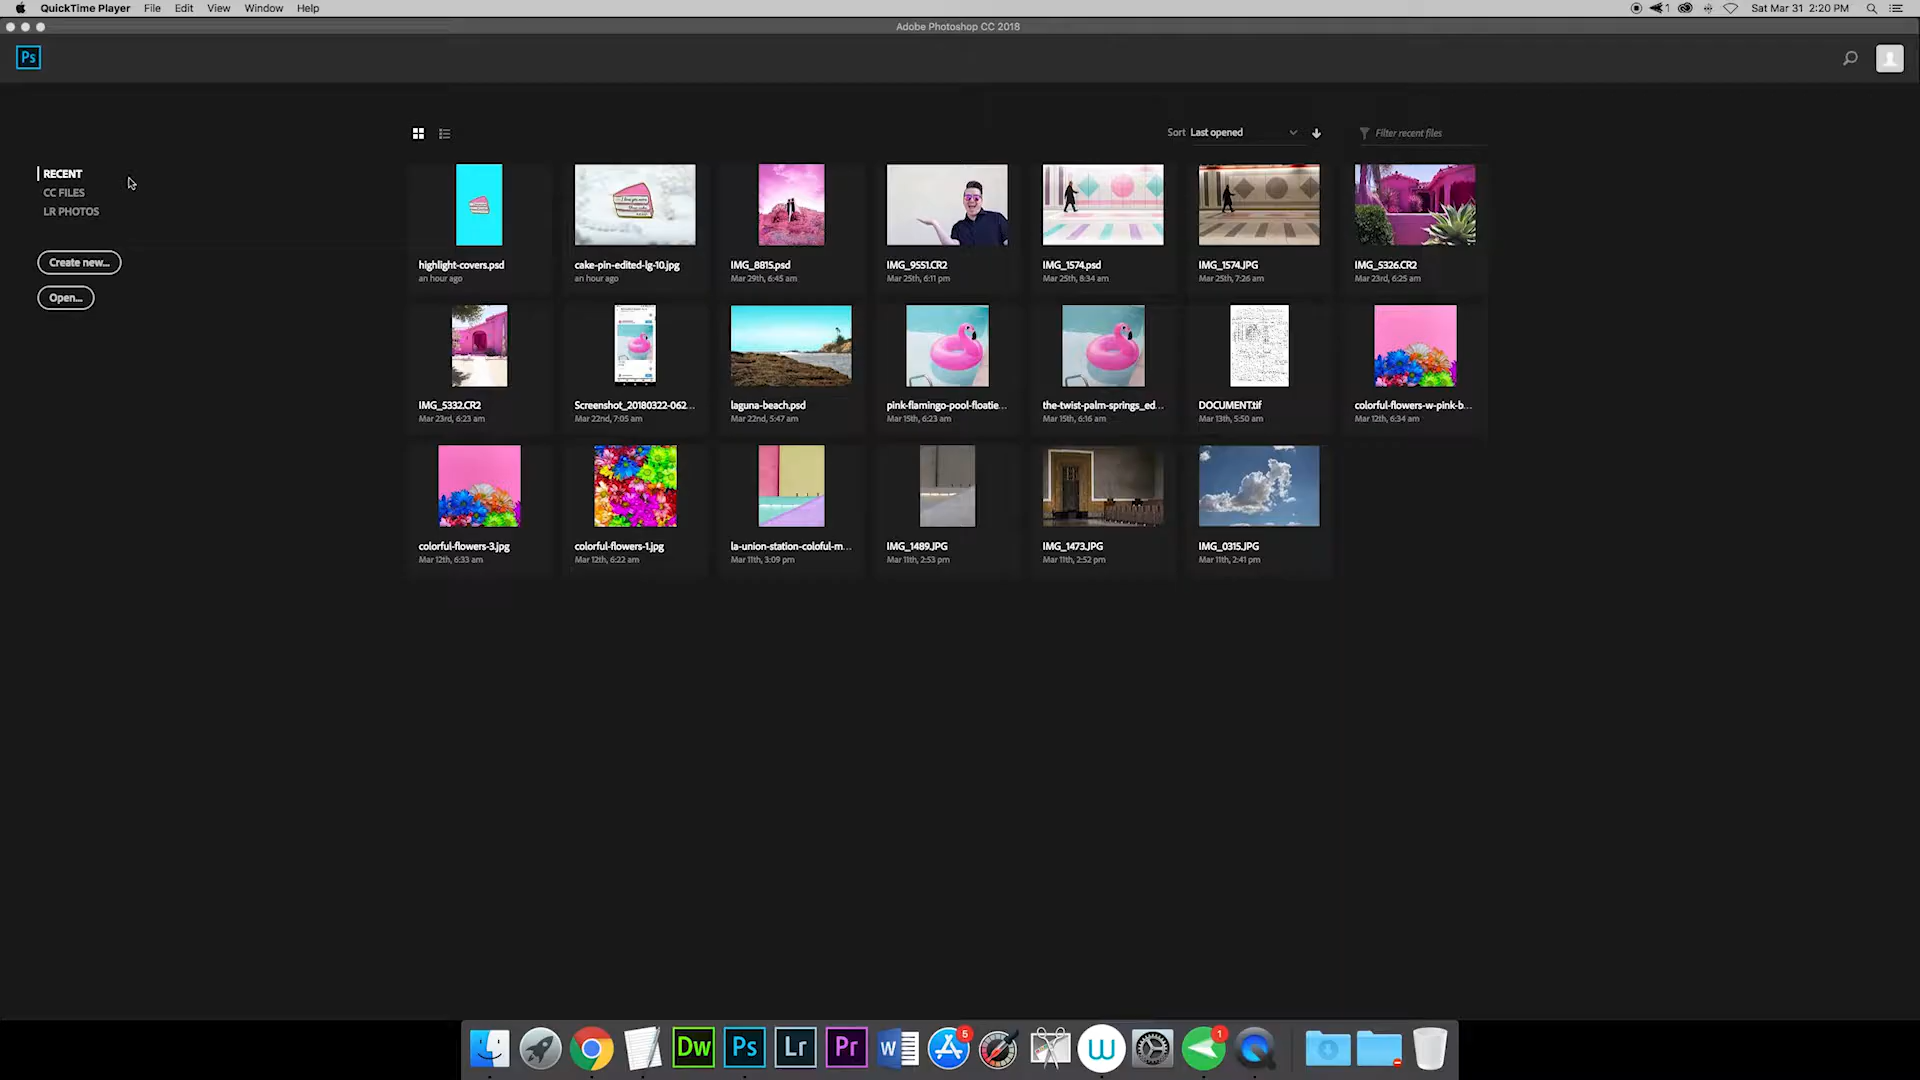 QuickTime Player File Edit View Window Help
1 Sat Mar 31 2:20 PM
Adobe Photoshop CC 2018
Ps
Sort Last opened
Filter recent files
RECENT
CC FILES
LR PHOTOS
Create new...
Open...
highlight-covers.psd
an hour ago
cake-pin-edited-lg-10.jpg
an hour ago
IMG_8815.psd
Mar 29th, 6:45 am
IMG_9551.CR2
Mar 25th, 6:11 pm
IMG_1574.psd
Mar 25th, 8:34 am
IMG_1574.JPG
Mar 25th, 7:26 am
IMG_5326.CR2
Mar 23rd, 6:25 am
IMG_5332.CR2
Mar 23rd, 6:23 am
Screenshot_20180322-062...
Mar 22nd, 7:05 am
laguna-beach.psd
Mar 22nd, 5:47 am
pink-flamingo-pool-floatie...
Mar 15th, 6:23 am
the-twist-palm-springs_ed...
Mar 15th, 6:16 am
DOCUMENT.tif
Mar 13th, 5:50 am
colorful-flowers-w-pink-b...
Mar 12th, 6:34 am
colorful-flowers-3.jpg
Mar 12th, 6:33 am
colorful-flowers-1.jpg
Mar 12th, 6:22 am
la-union-station-coloful-m...
Mar 11th, 3:09 pm
IMG_1489.JPG
Mar 11th, 2:53 pm
IMG_1473.JPG
Mar 11th, 2:52 pm
IMG_0315.JPG
Mar 11th, 2:41 pm
Dw Ps Lr Pr W 5 1